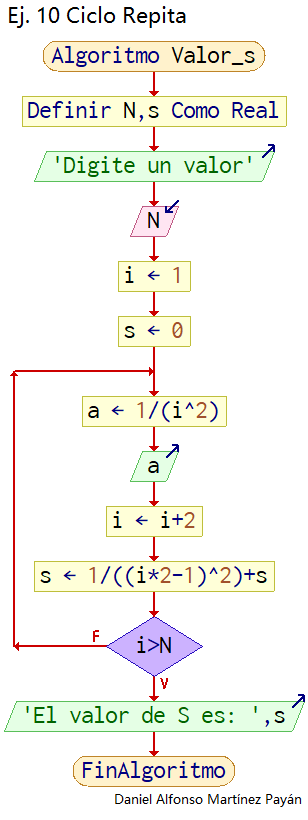 Ej. 10 Ciclo Repita
Algoritmo Valor_s
Definir N,s Como Real
'Digite un valor'
N
i ← 1
s ← 0
a ← 1/(i^2)
a
i ← i+2
s ← 1/((i*2-1)^2)+s
i>N
F
V
'El valor de S es: ',s
FinAlgoritmo
Daniel Alfonso Martínez Payán